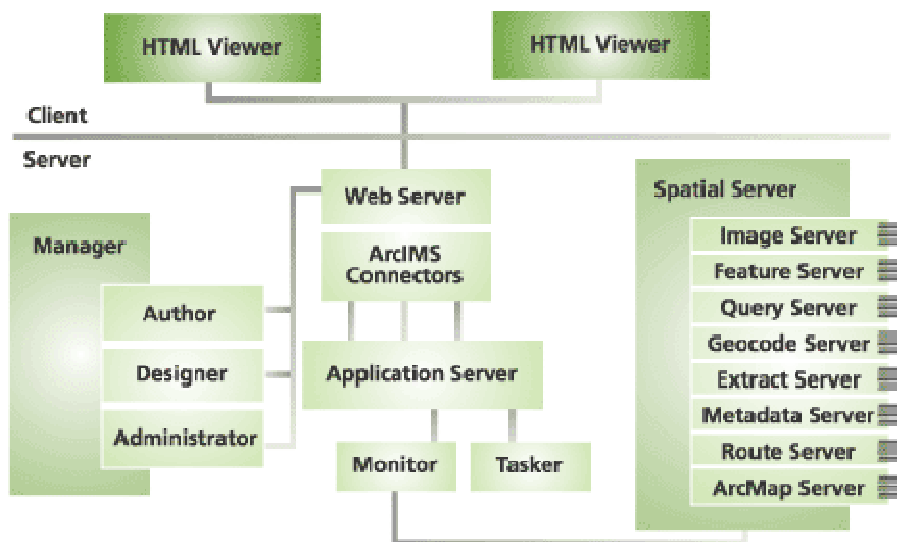 HTML Viewer
HTML Viewer
Client
Server
Web Server
Spatial Server
Manager
ArcIMS
Connectors
Image Server
Feature Server
Query Server
Geocode Server
Extract Server
Metadata Server
Route Server
ArcMap Server
Author
Designer
Administrator
Application Server
Monitor
Tasker